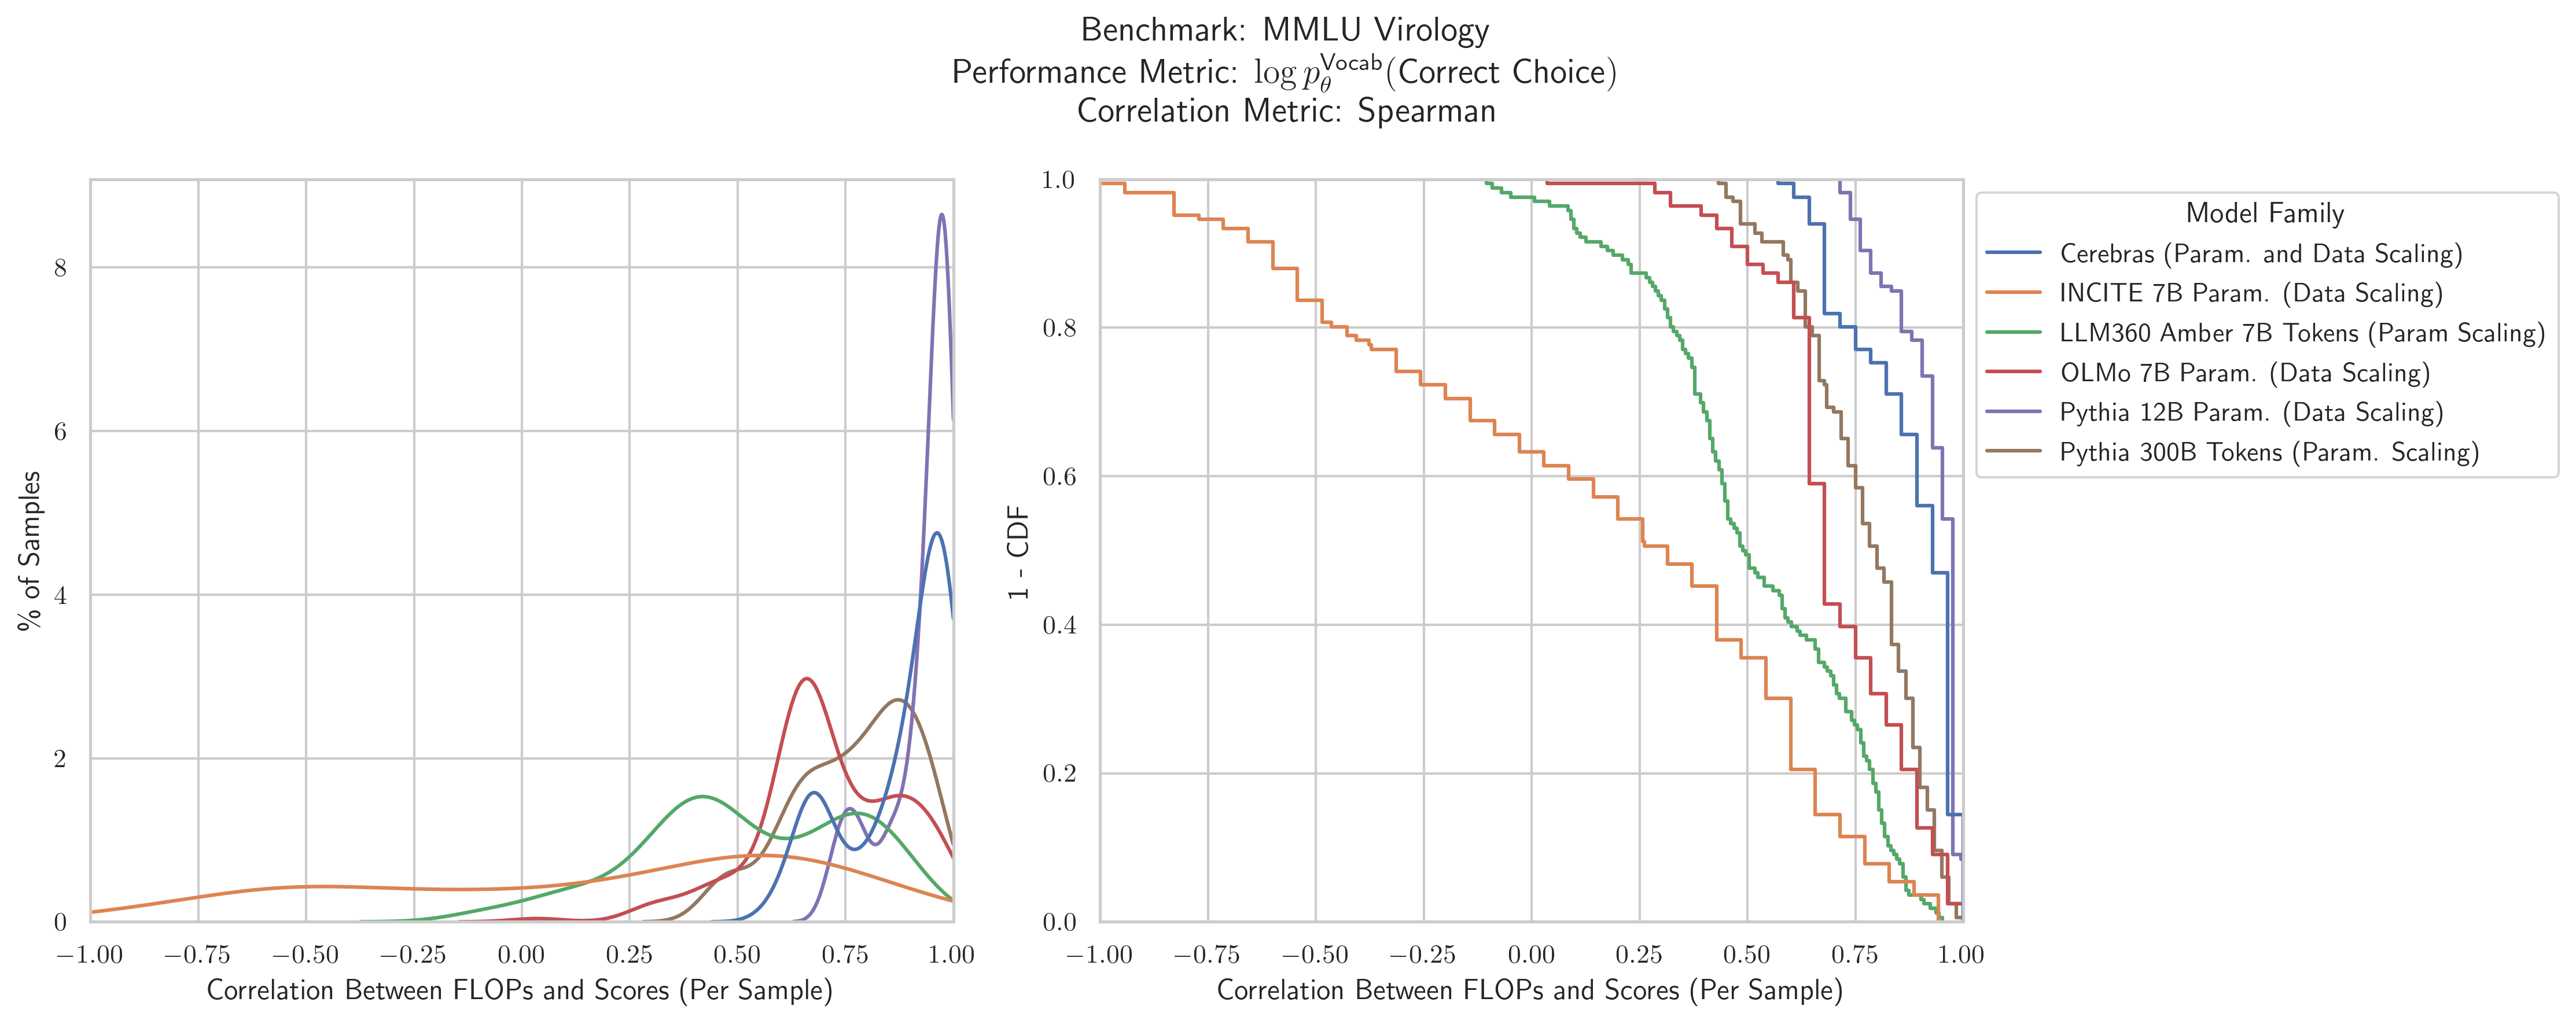 Benchmark: MMLU Virology
Performance Metric: log p_θ^Vocab(Correct Choice)
Correlation Metric: Spearman
% of Samples
8
6
4
2
0
−1.00 −0.75 −0.50 −0.25 0.00 0.25 0.50 0.75 1.00
Correlation Between FLOPs and Scores (Per Sample)
1 - CDF
1.0
0.8
0.6
0.4
0.2
0.0
−1.00 −0.75 −0.50 −0.25 0.00 0.25 0.50 0.75 1.00
Correlation Between FLOPs and Scores (Per Sample)
Model Family
Cerebras (Param. and Data Scaling)
INCITE 7B Param. (Data Scaling)
LLM360 Amber 7B Tokens (Param Scaling)
OLMo 7B Param. (Data Scaling)
Pythia 12B Param. (Data Scaling)
Pythia 300B Tokens (Param. Scaling)